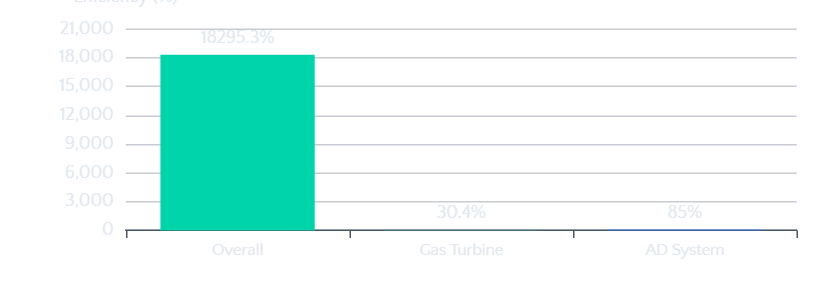 Efficiency (%)
21,000
18295.3%
18,000
15,000
12,000
9,000
6,000
3,000
30.4%
85%
0
Overall
Gas Turbine
AD System